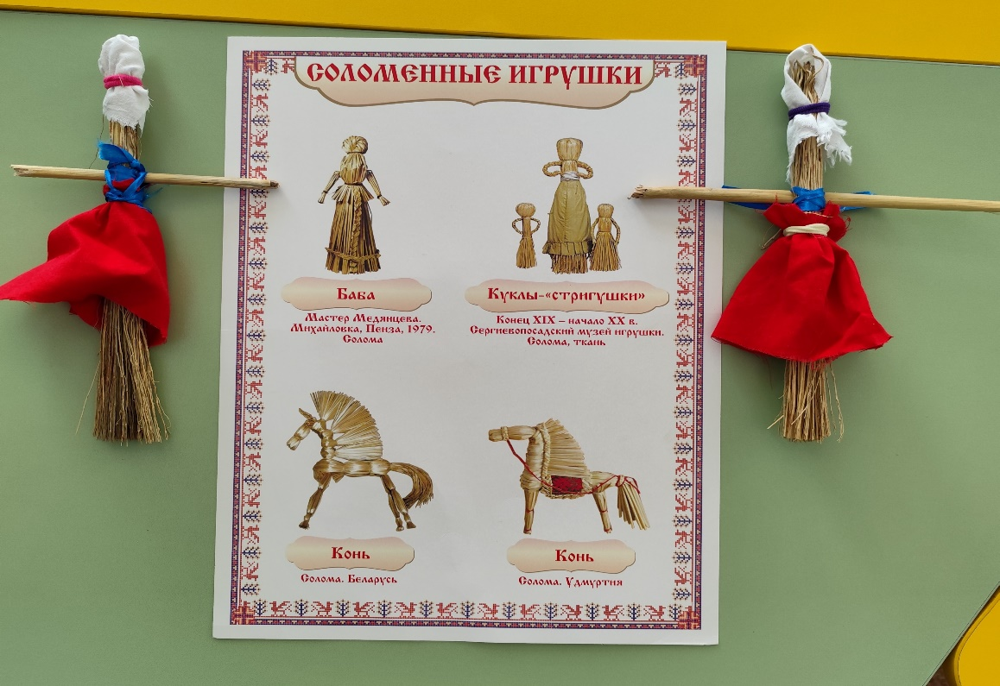 СОЛОМЕННЫЕ ИГРУШКИ
Баба
Мастер Медянцева.
Михайловка, Пенза, 1979.
Солома
Куклы-«стригушки»
Конец XIX – начало XX в.
Сергиевопосадский музей игрушки.
Солома, ткань
Конь
Солома. Беларусь
Конь
Солома. Удмуртия